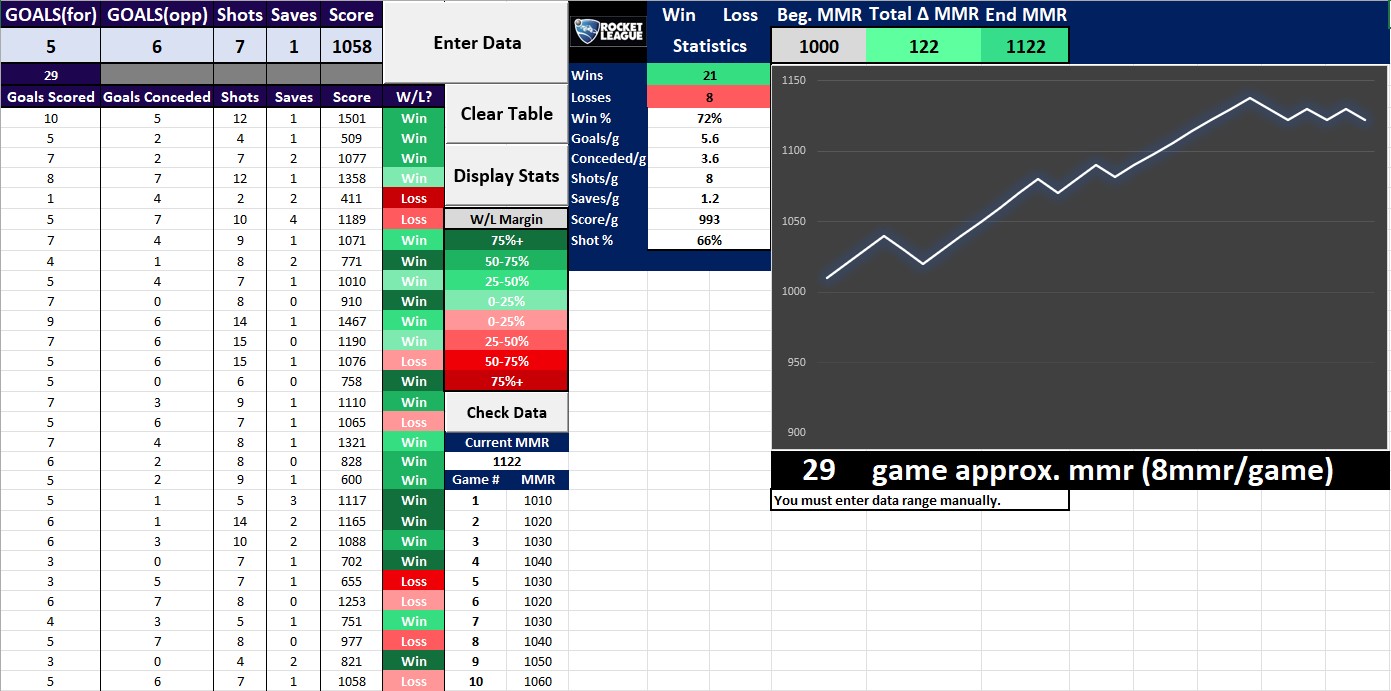 GOALS(for) GOALS(opp) Shots Saves Score
5 6 7 1 1058
29
Goals Scored Goals Conceded Shots Saves Score W/L?
10 5 12 1 1501 Win
5 2 4 1 509 Win
7 2 7 2 1077 Win
8 7 12 1 1358 Win
1 4 2 2 411 Loss
5 7 10 4 1189 Loss
7 4 9 1 1071 Win
4 1 8 2 771 Win
5 4 7 1 1010 Win
7 0 8 0 910 Win
9 6 14 1 1467 Win
7 6 15 0 1190 Win
5 6 15 1 1076 Loss
5 0 6 0 758 Win
7 3 9 1 1110 Win
5 6 7 1 1065 Loss
7 4 8 1 1321 Win
6 2 8 0 828 Win
5 2 9 1 600 Win
5 1 5 3 1117 Win
6 1 14 2 1165 Win
6 3 10 2 1088 Win
3 0 7 1 702 Win
3 5 7 1 655 Loss
6 7 8 0 1253 Loss
4 3 5 1 751 Win
5 7 8 0 977 Loss
3 0 4 2 821 Win
5 6 7 1 1058 Loss
Enter Data
Clear Table
Display Stats
W/L Margin
75%+
50-75%
25-50%
0-25%
0-25%
25-50%
50-75%
75%+
Check Data
Current MMR
1122
Game # MMR
1 1010
2 1020
3 1030
4 1040
5 1030
6 1020
7 1030
8 1040
9 1050
10 1060
ROCKET
LEAGUE
Win Loss
Statistics
Wins 21
Losses 8
Win % 72%
Goals/g 5.6
Conceded/g 3.6
Shots/g 8
Saves/g 1.2
Score/g 993
Shot % 66%
Beg. MMR Total Δ MMR End MMR
1000 122 1122
1150
1100
1050
1000
950
900
29 game approx. mmr (8mmr/game)
You must enter data range manually.